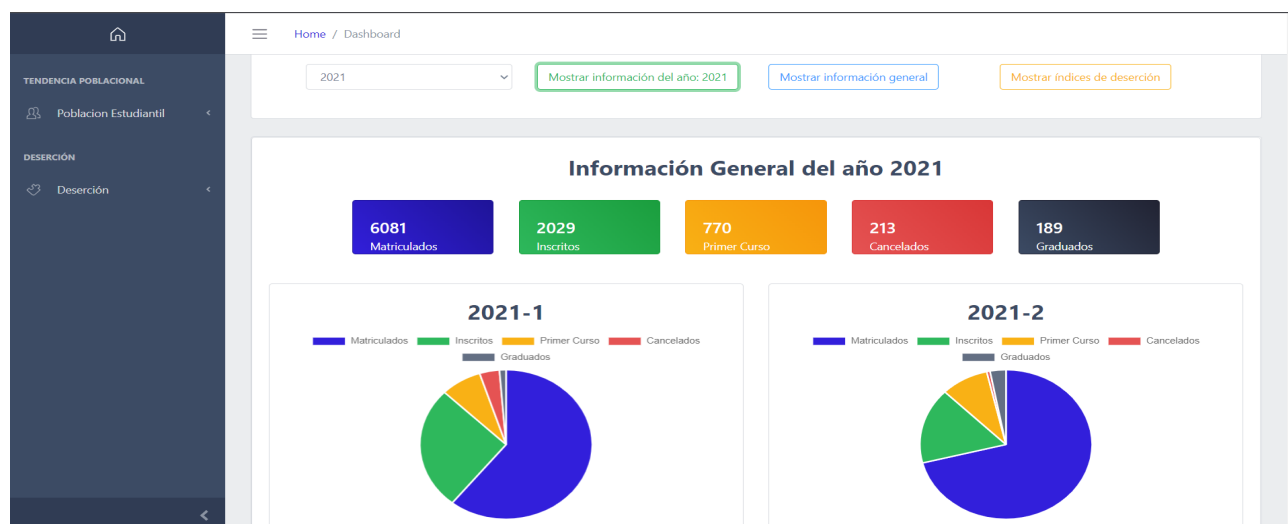 Home / Dashboard
TENDENCIA POBLACIONAL
Poblacion Estudiantil
DESERCIÓN
Deserción
2021
Mostrar información del año: 2021
Mostrar información general
Mostrar índices de deserción
Información General del año 2021
6081
Matriculados
2029
Inscritos
770
Primer Curso
213
Cancelados
189
Graduados
2021-1
Matriculados Inscritos Primer Curso Cancelados
Graduados
2021-2
Matriculados Inscritos Primer Curso Cancelados
Graduados